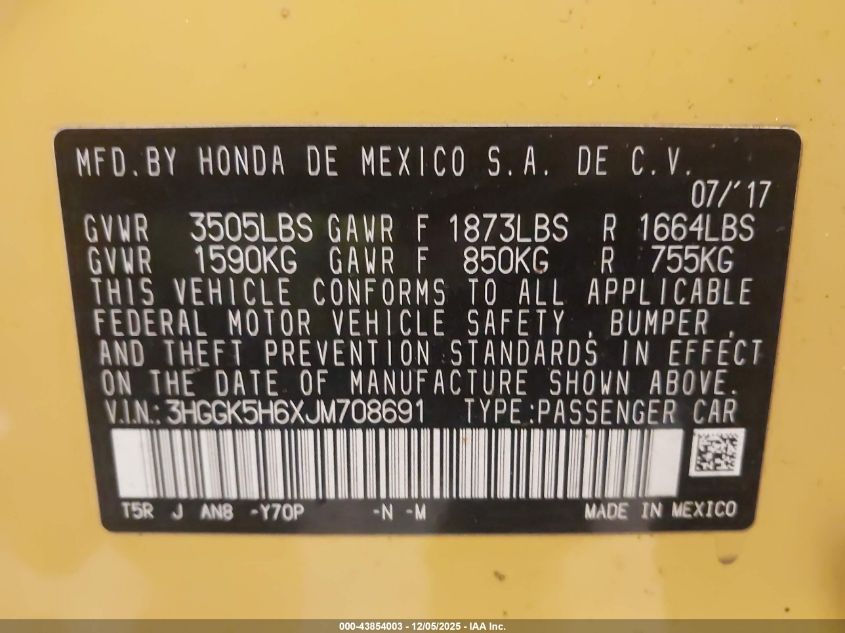 MFD.BY HONDA DE MEXICO S.A. DE C.V.
07/'17
GVWR 3505LBS GAWR F 1873LBS R 1664LBS
GVWR 1590KG GAWR F 850KG R 755KG
THIS VEHICLE CONFORMS TO ALL APPLICABLE
FEDERAL MOTOR VEHICLE SAFETY , BUMPER ,
AND THEFT PREVENTION STANDARDS IN EFFECT
ON THE DATE OF MANUFACTURE SHOWN ABOVE.
V.IN.: 3HGGK5H6XJM708691 TYPE:PASSENGER CAR
T5R J AN8 -Y70P -N -M MADE IN MEXICO
000-43854003 - 12/05/2025 - IAA Inc.